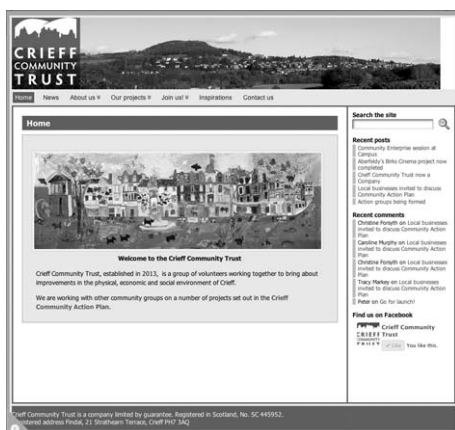 CRIEFF
COMMUNITY
TRUST
Home News About us Our projects Join us! Inspirations Contact us
Home
Welcome to the Crieff Community Trust
Crieff Community Trust, established in 2013, is a group of volunteers working together to bring about
improvements in the physical, economic and social environment of Crieff.
We are working with other community groups on a number of projects set out in the Crieff
Community Action Plan.
Search the site
Recent posts
Community Enterprise session at
Campus
Aberfeldy's Birks Cinema project now
completed
Crieff Community Trust now a
Company
Local businesses invited to discuss
Community Action Plan
Action groups being formed
Recent comments
Christine Forsyth on Local businesses
invited to discuss Community Action
Plan
Caroline Murphy on Local businesses
invited to discuss Community Action
Plan
Christine Forsyth on Local businesses
invited to discuss Community Action
Plan
Tracy Markey on Local businesses
invited to discuss Community Action
Plan
Peter on Go for launch!
Find us on Facebook
CRIEFF
COMMUNITY
TRUST
Crieff Community
Trust
Like You like this.
Crieff Community Trust is a company limited by guarantee. Registered in Scotland, No. SC 445952.
Registered address Findal, 21 Strathearn Terrace, Crieff PH7 3AQ